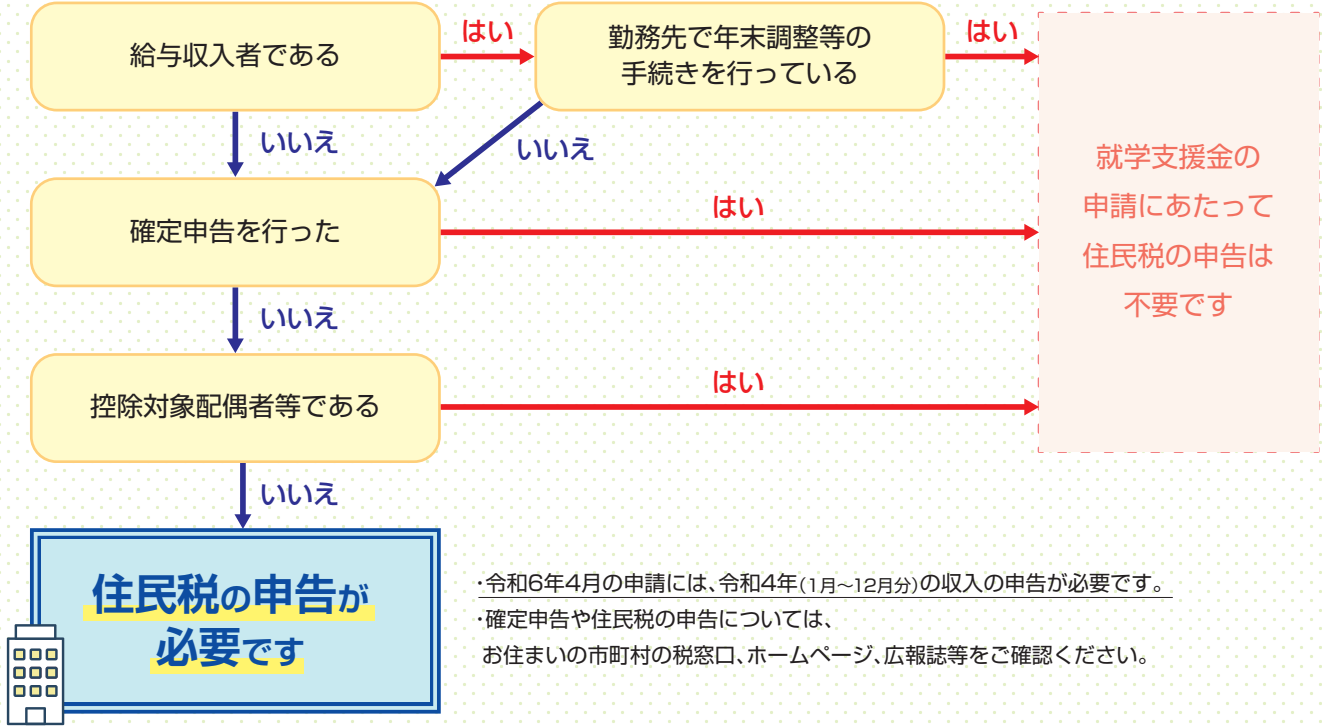 給与収入者である
はい
勤務先で年末調整等の
手続きを行っている
はい
いいえ
いいえ
確定申告を行った
はい
就学支援金の
申請にあたって
住民税の申告は
不要です
いいえ
控除対象配偶者等である
はい
いいえ
住民税の申告が
必要です
・令和6年4月の申請には、令和4年(1月～12月分)の収入の申告が必要です。
・確定申告や住民税の申告については、
お住まいの市町村の税窓口、ホームページ、広報誌等をご確認ください。